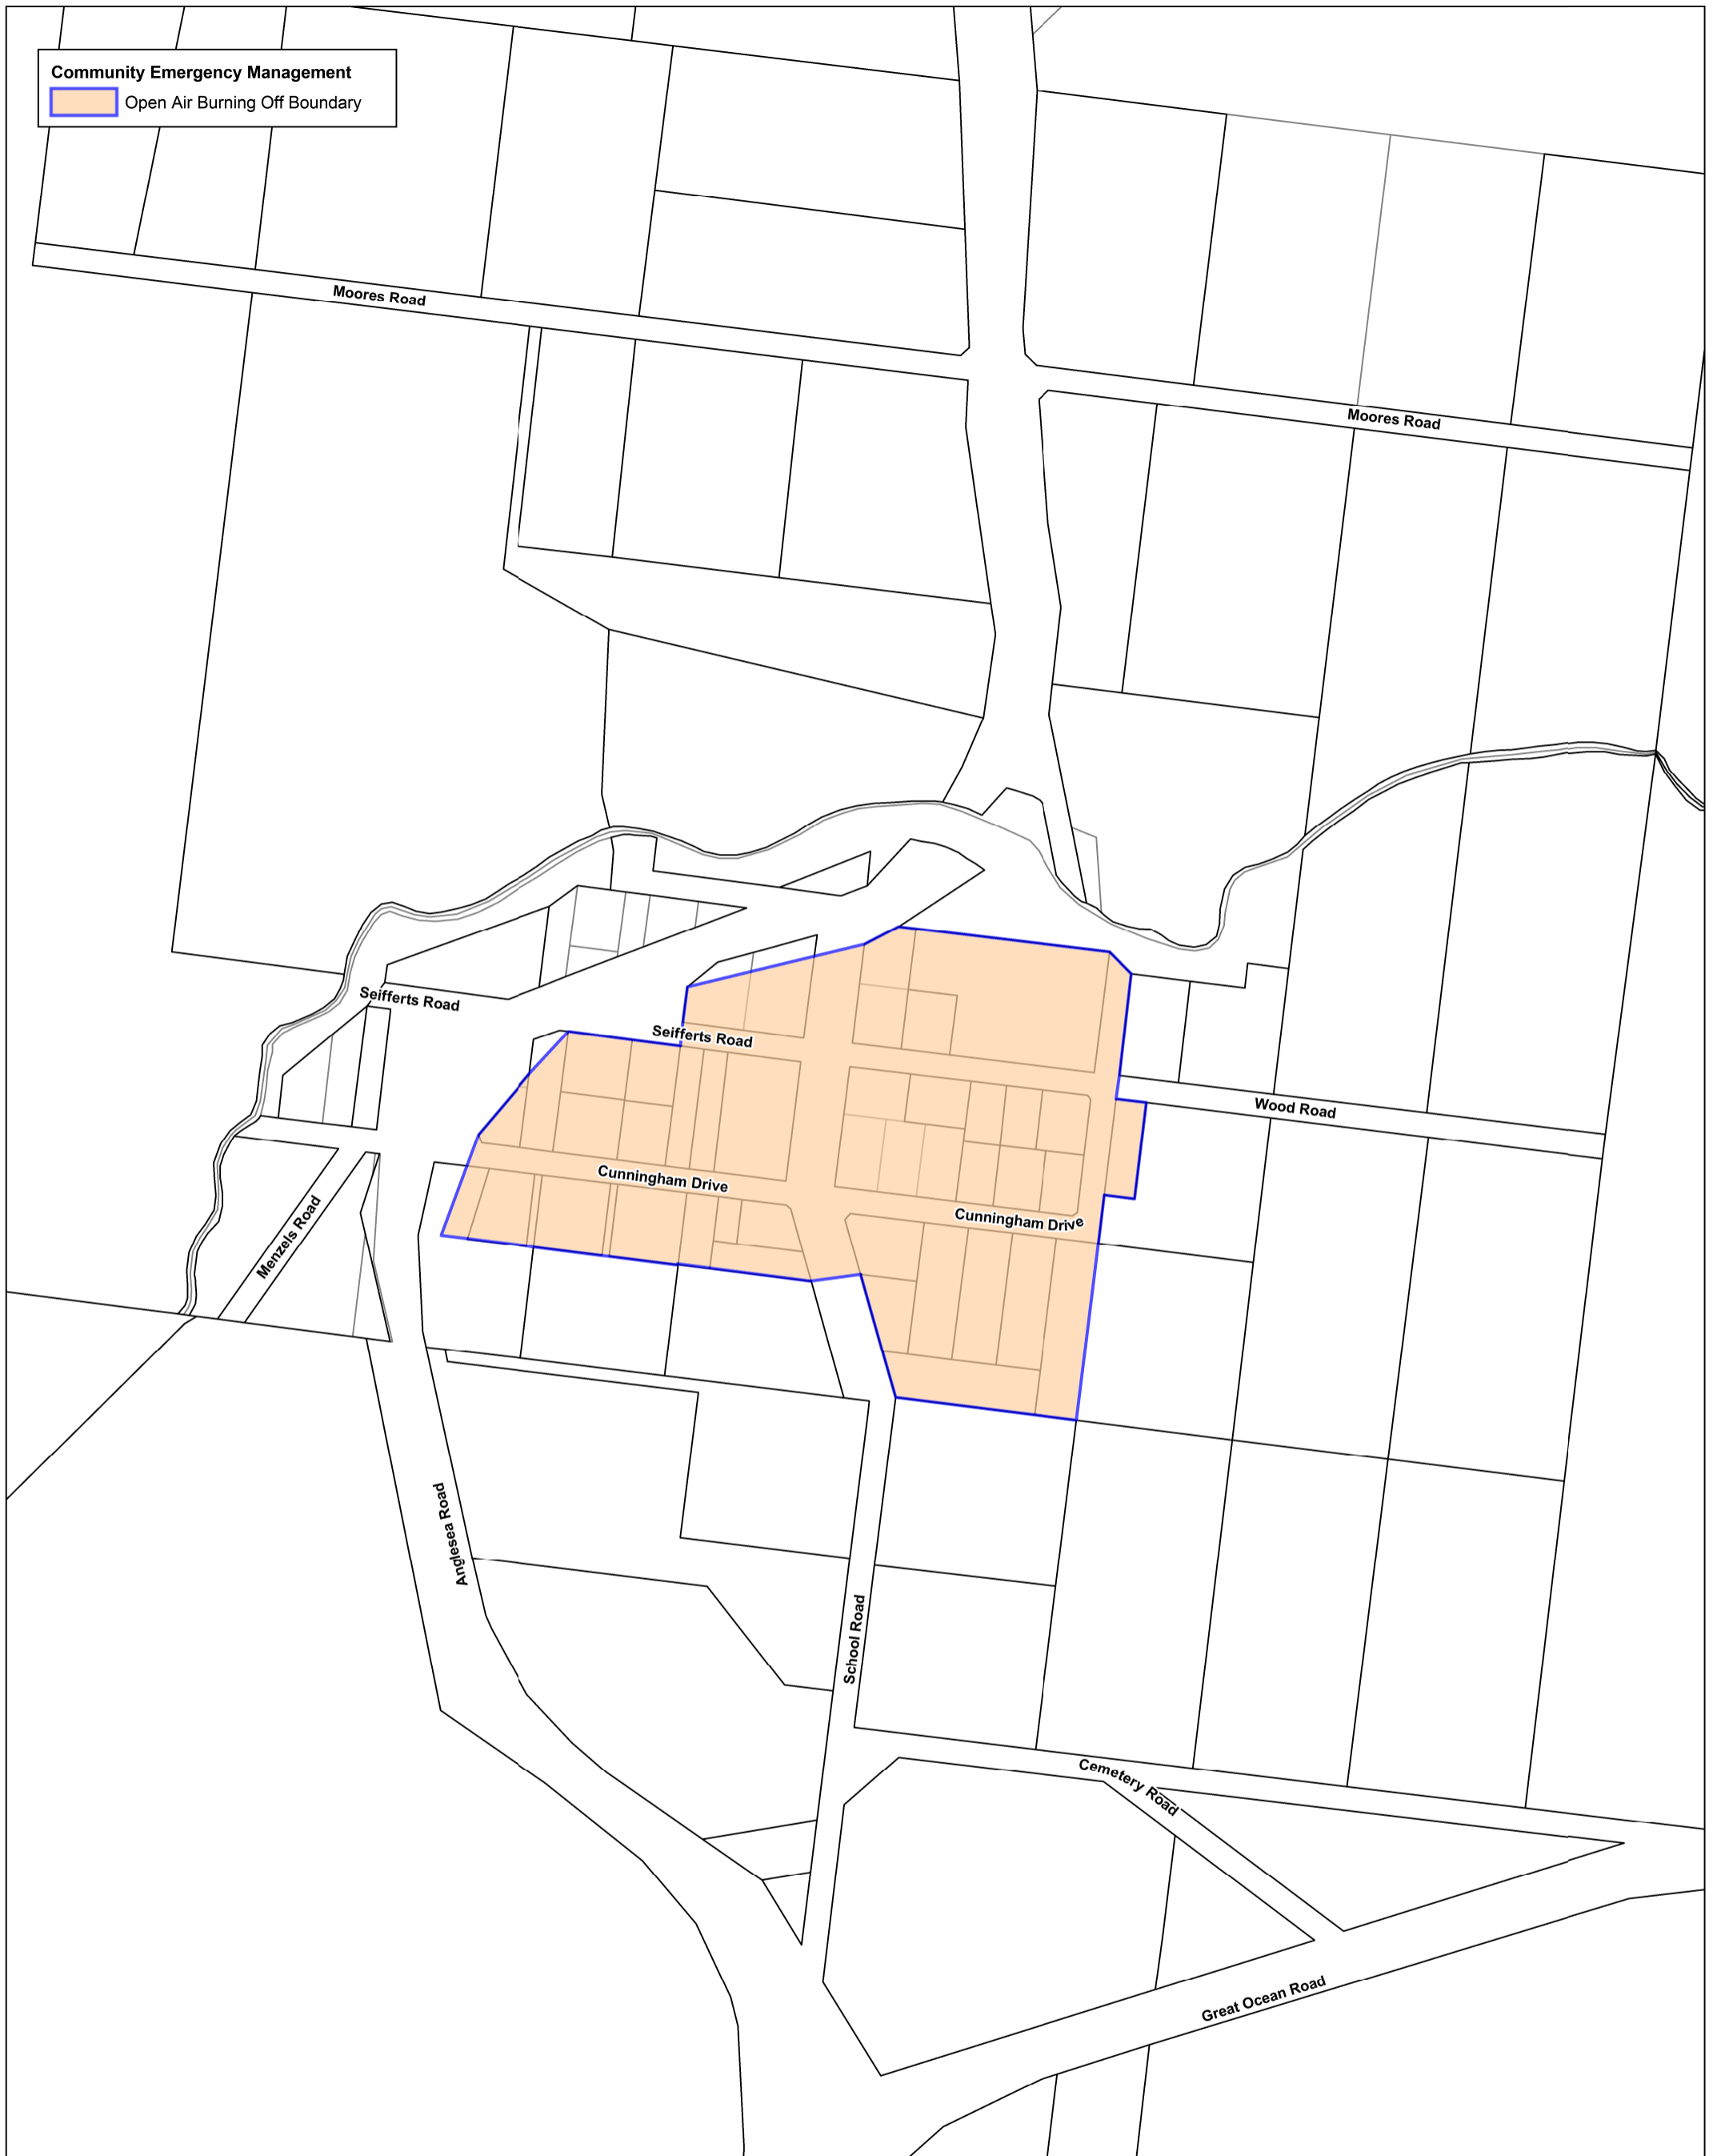 Community Emergency Management
Open Air Burning Off Boundary
Moores Road
Moores Road
Seifferts Road
Seifferts Road
Wood Road
Cunningham Drive
Cunningham Drive
Menzels Road
Anglesea Road
School Road
Cemetery Road
Great Ocean Road